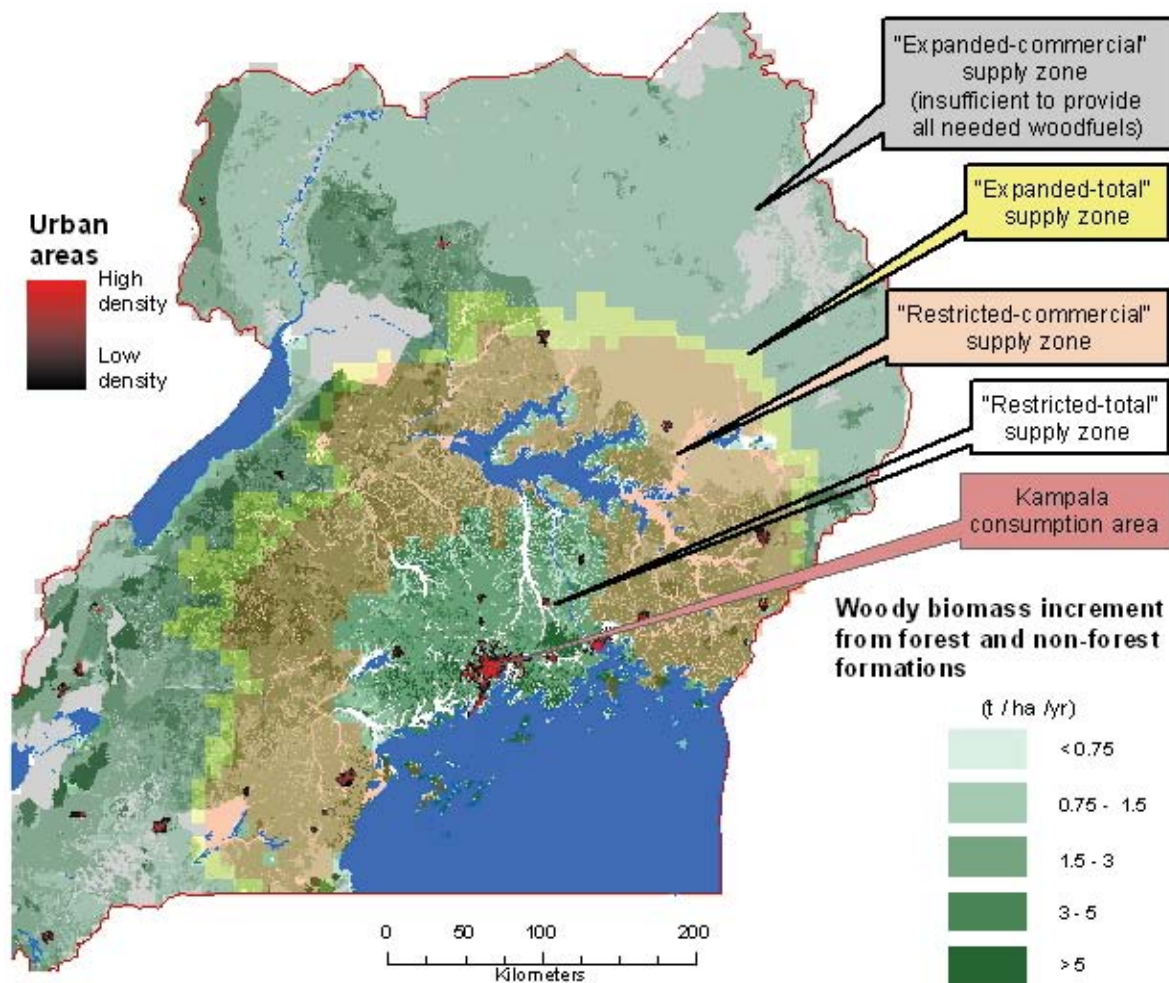 "Expanded-commercial"
supply zone
(insufficient to provide
all needed woodfuels)
"Expanded-total"
supply zone
"Restricted-commercial"
supply zone
"Restricted-total"
supply zone
Kampala
consumption area
Urban
areas
High
density
Low
density
Woody biomass increment
from forest and non-forest
formations
(t / ha /yr)
< 0.75
0.75 - 1.5
1.5 - 3
3 - 5
> 5
0 50 100 200
Kilometers